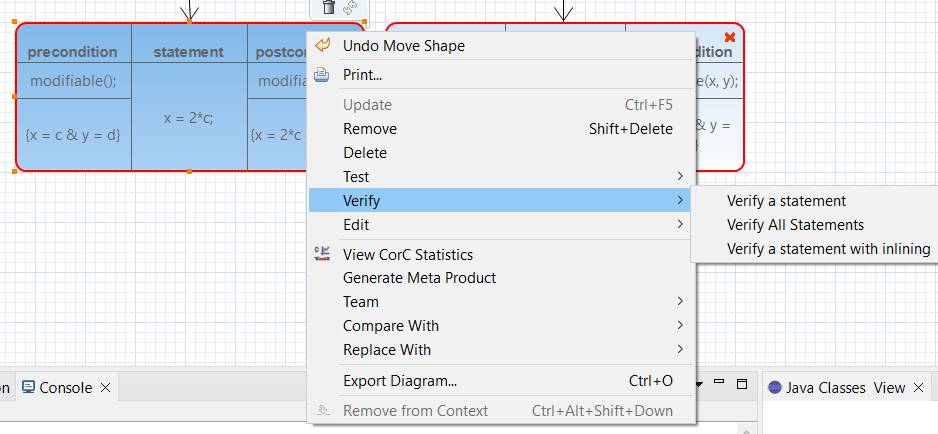 precondition
statement
postcon
dition
modifiable();
modifia
e(x, y);
{x = c & y = d}
x = 2*c;
{x = 2*c
& y =
}
Undo Move Shape
Print...
Update Ctrl+F5
Remove Shift+Delete
Delete
Test
Verify
Edit
View CorC Statistics
Generate Meta Product
Team
Compare With
Replace With
Export Diagram... Ctrl+O
Remove from Context Ctrl+Alt+Shift+Down
Verify a statement
Verify All Statements
Verify a statement with inlining
on
Console
Java Classes View